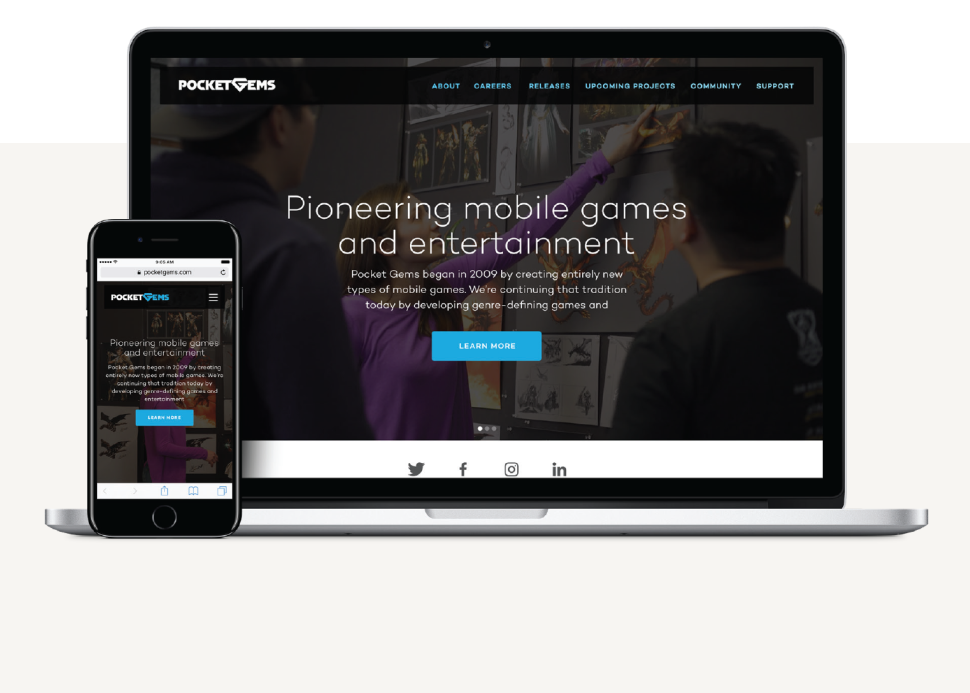 POCKET GEMS
ABOUT CAREERS RELEASES UPCOMING PROJECTS COMMUNITY SUPPORT
Pioneering mobile games
and entertainment
Pocket Gems began in 2009 by creating entirely new
types of mobile games. We're continuing that tradition
today by developing genre-defining games and
LEARN MORE
9:05 AM
pocketgems.com
POCKET GEMS
Pioneering mobile games
and entertainment
Pocket Gems began in 2009 by creating
entirely new types of mobile games. We're
continuing that tradition today by
developing genre-defining games and
entertainment
LEARN MORE